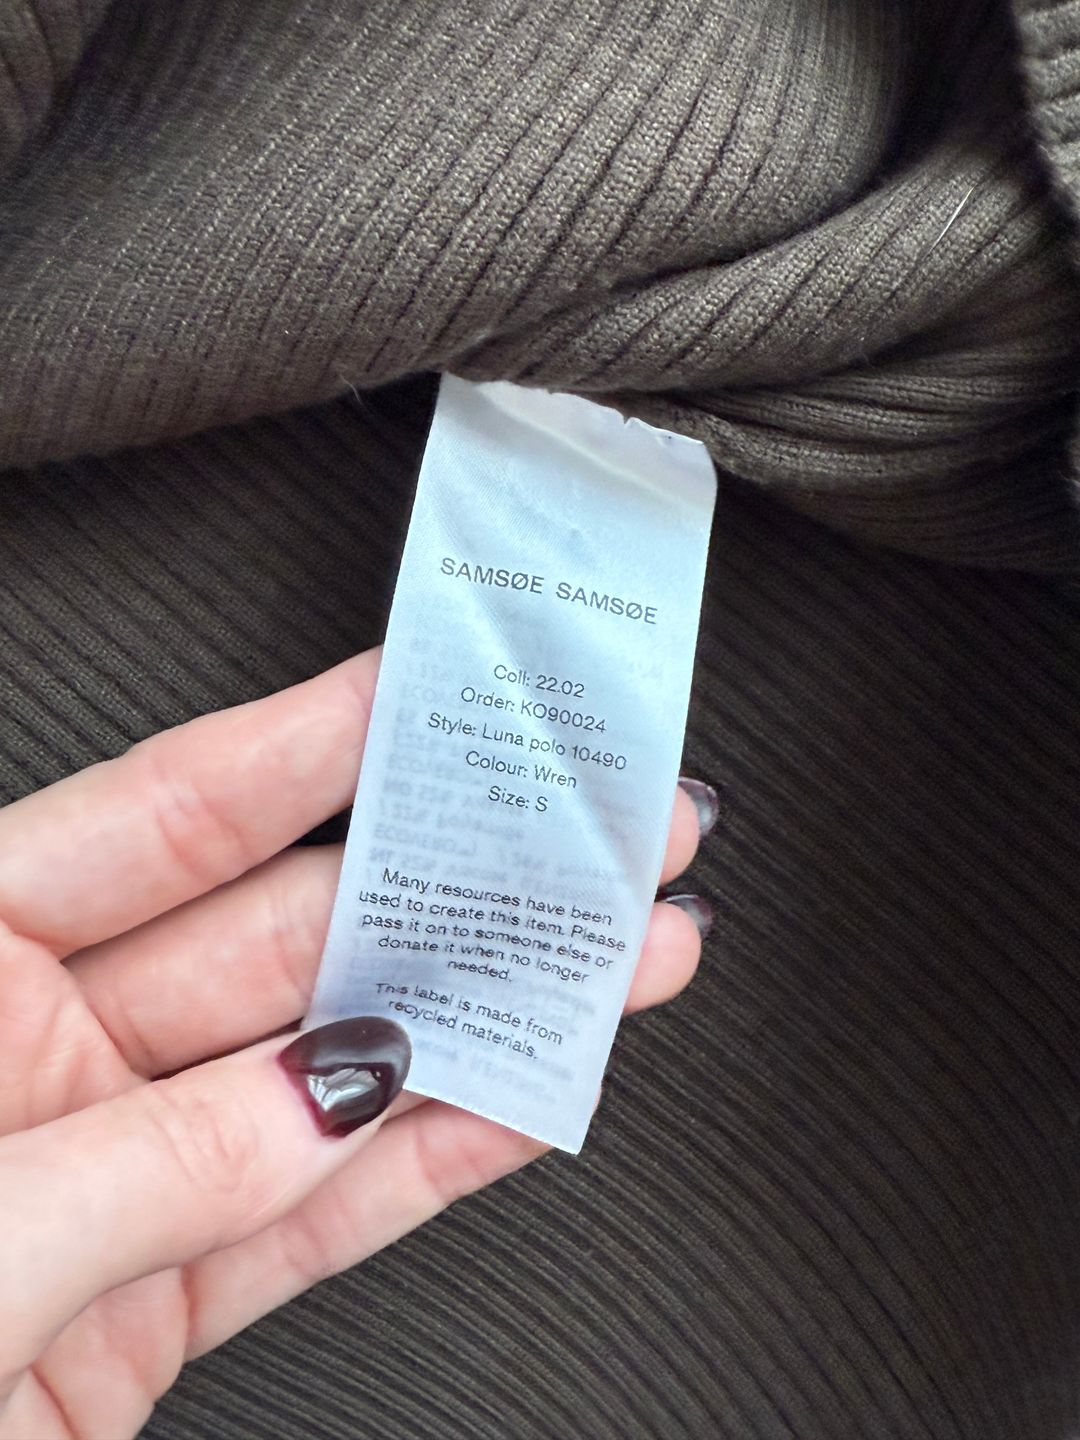 SAMSØE SAMSØE
Coll: 22.02
Order: KO90024
Style: Luna polo 10490
Colour: Wren
Size: S
Many resources have been
used to create this item. Please
pass it on to someone else or
donate it when no longer
needed.
This label is made from
recycled materials.